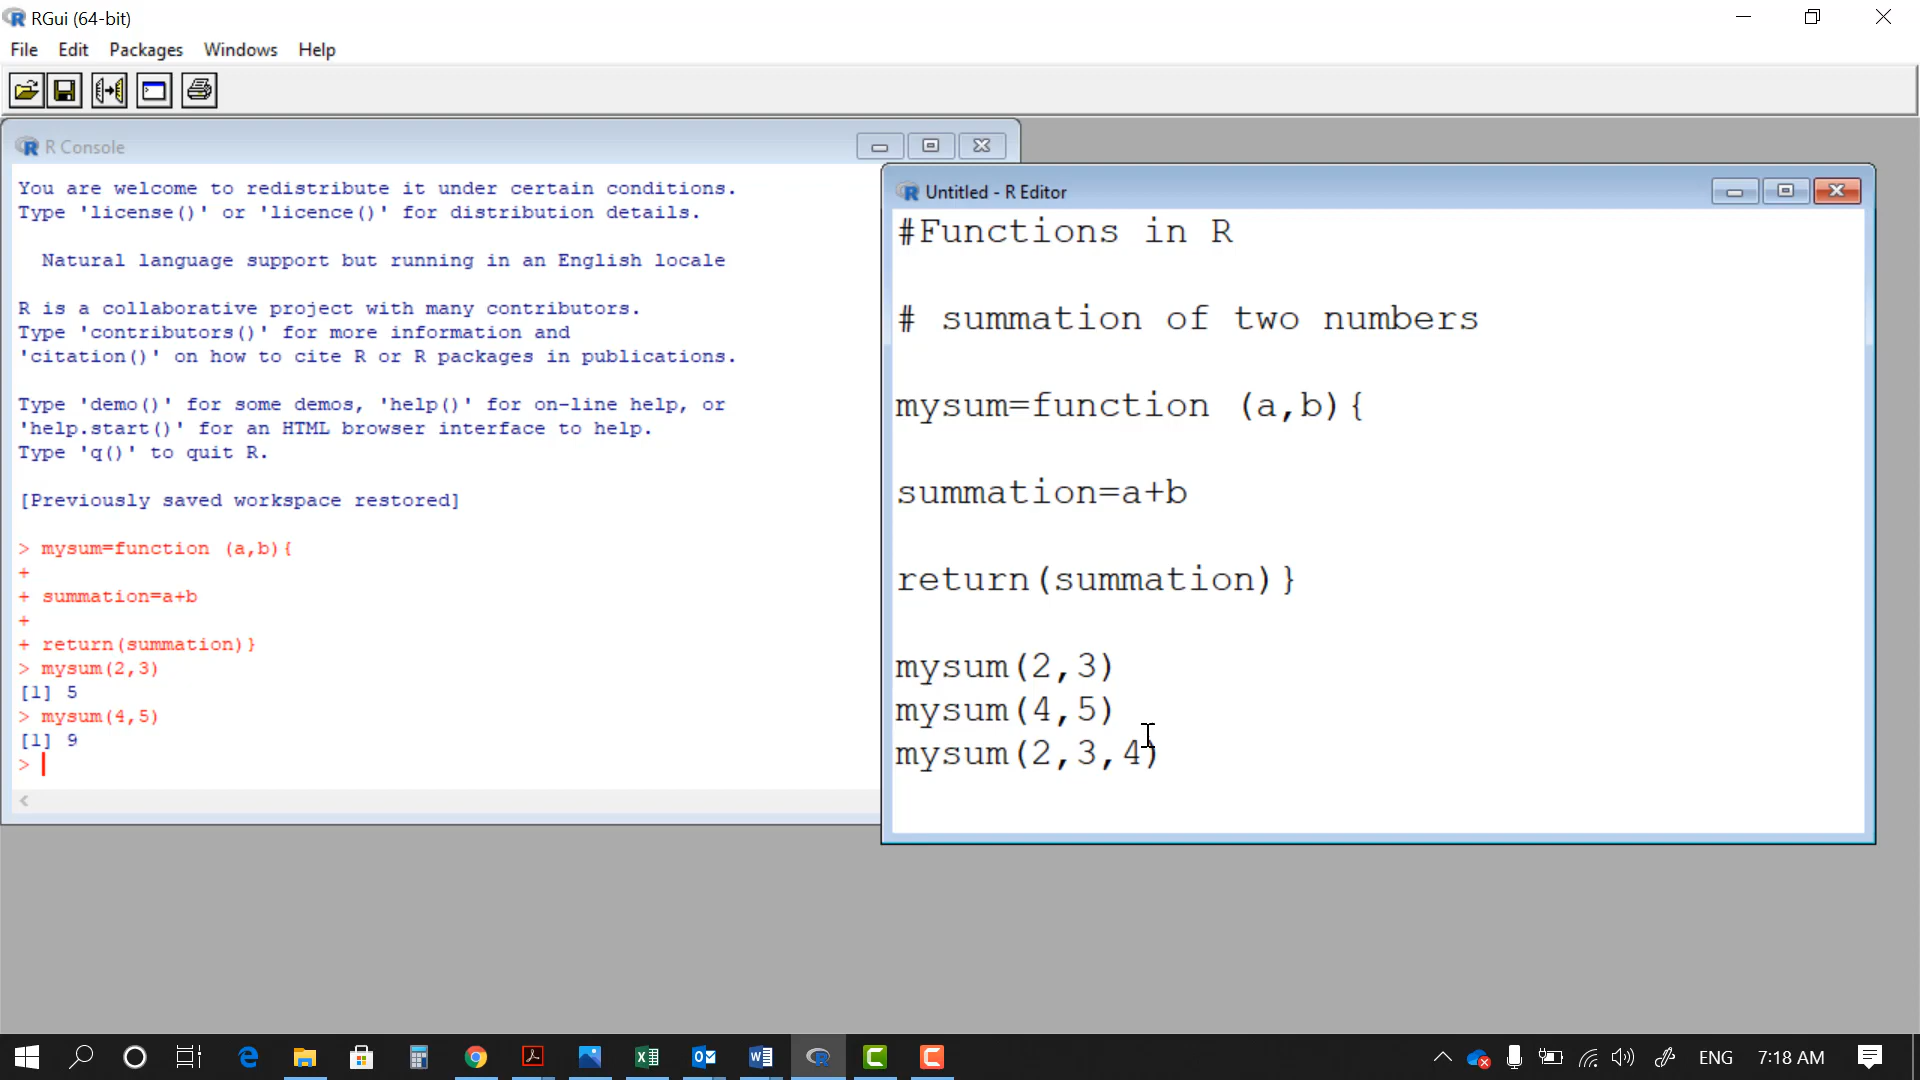 RGui (64-bit)
File Edit Packages Windows Help
R Console
You are welcome to redistribute it under certain conditions.
Type 'license()' or 'licence()' for distribution details.
Natural language support but running in an English locale
R is a collaborative project with many contributors.
Type 'contributors()' for more information and
'citation()' on how to cite R or R packages in publications.
Type 'demo()' for some demos, 'help()' for on-line help, or
'help.start()' for an HTML browser interface to help.
Type 'q()' to quit R.
[Previously saved workspace restored]
> mysum=function (a,b){
+
+ summation=a+b
+
+ return(summation)}
> mysum(2,3)
[1] 5
> mysum(4,5)
[1] 9
>
Untitled - R Editor
#Functions in R
# summation of two numbers
mysum=function (a,b){
summation=a+b
return(summation)}
mysum(2,3)
mysum(4,5)
mysum(2,3,4)
ENG 7:18 AM